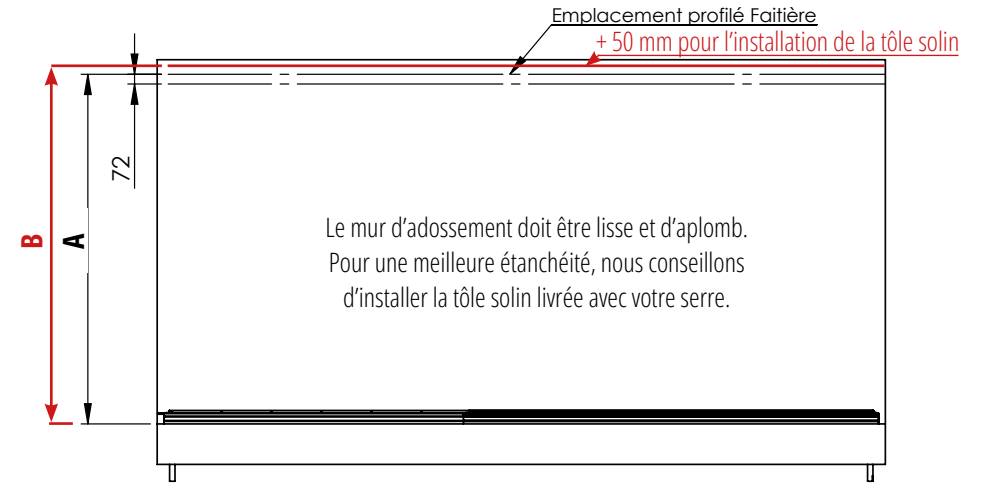 Emplacement profilé Faitière
+ 50 mm pour l'installation de la tôle solin
72
B
A
Le mur d'adossement doit être lisse et d'aplomb.
Pour une meilleure étanchéité, nous conseillons
d'installer la tôle solin livrée avec votre serre.